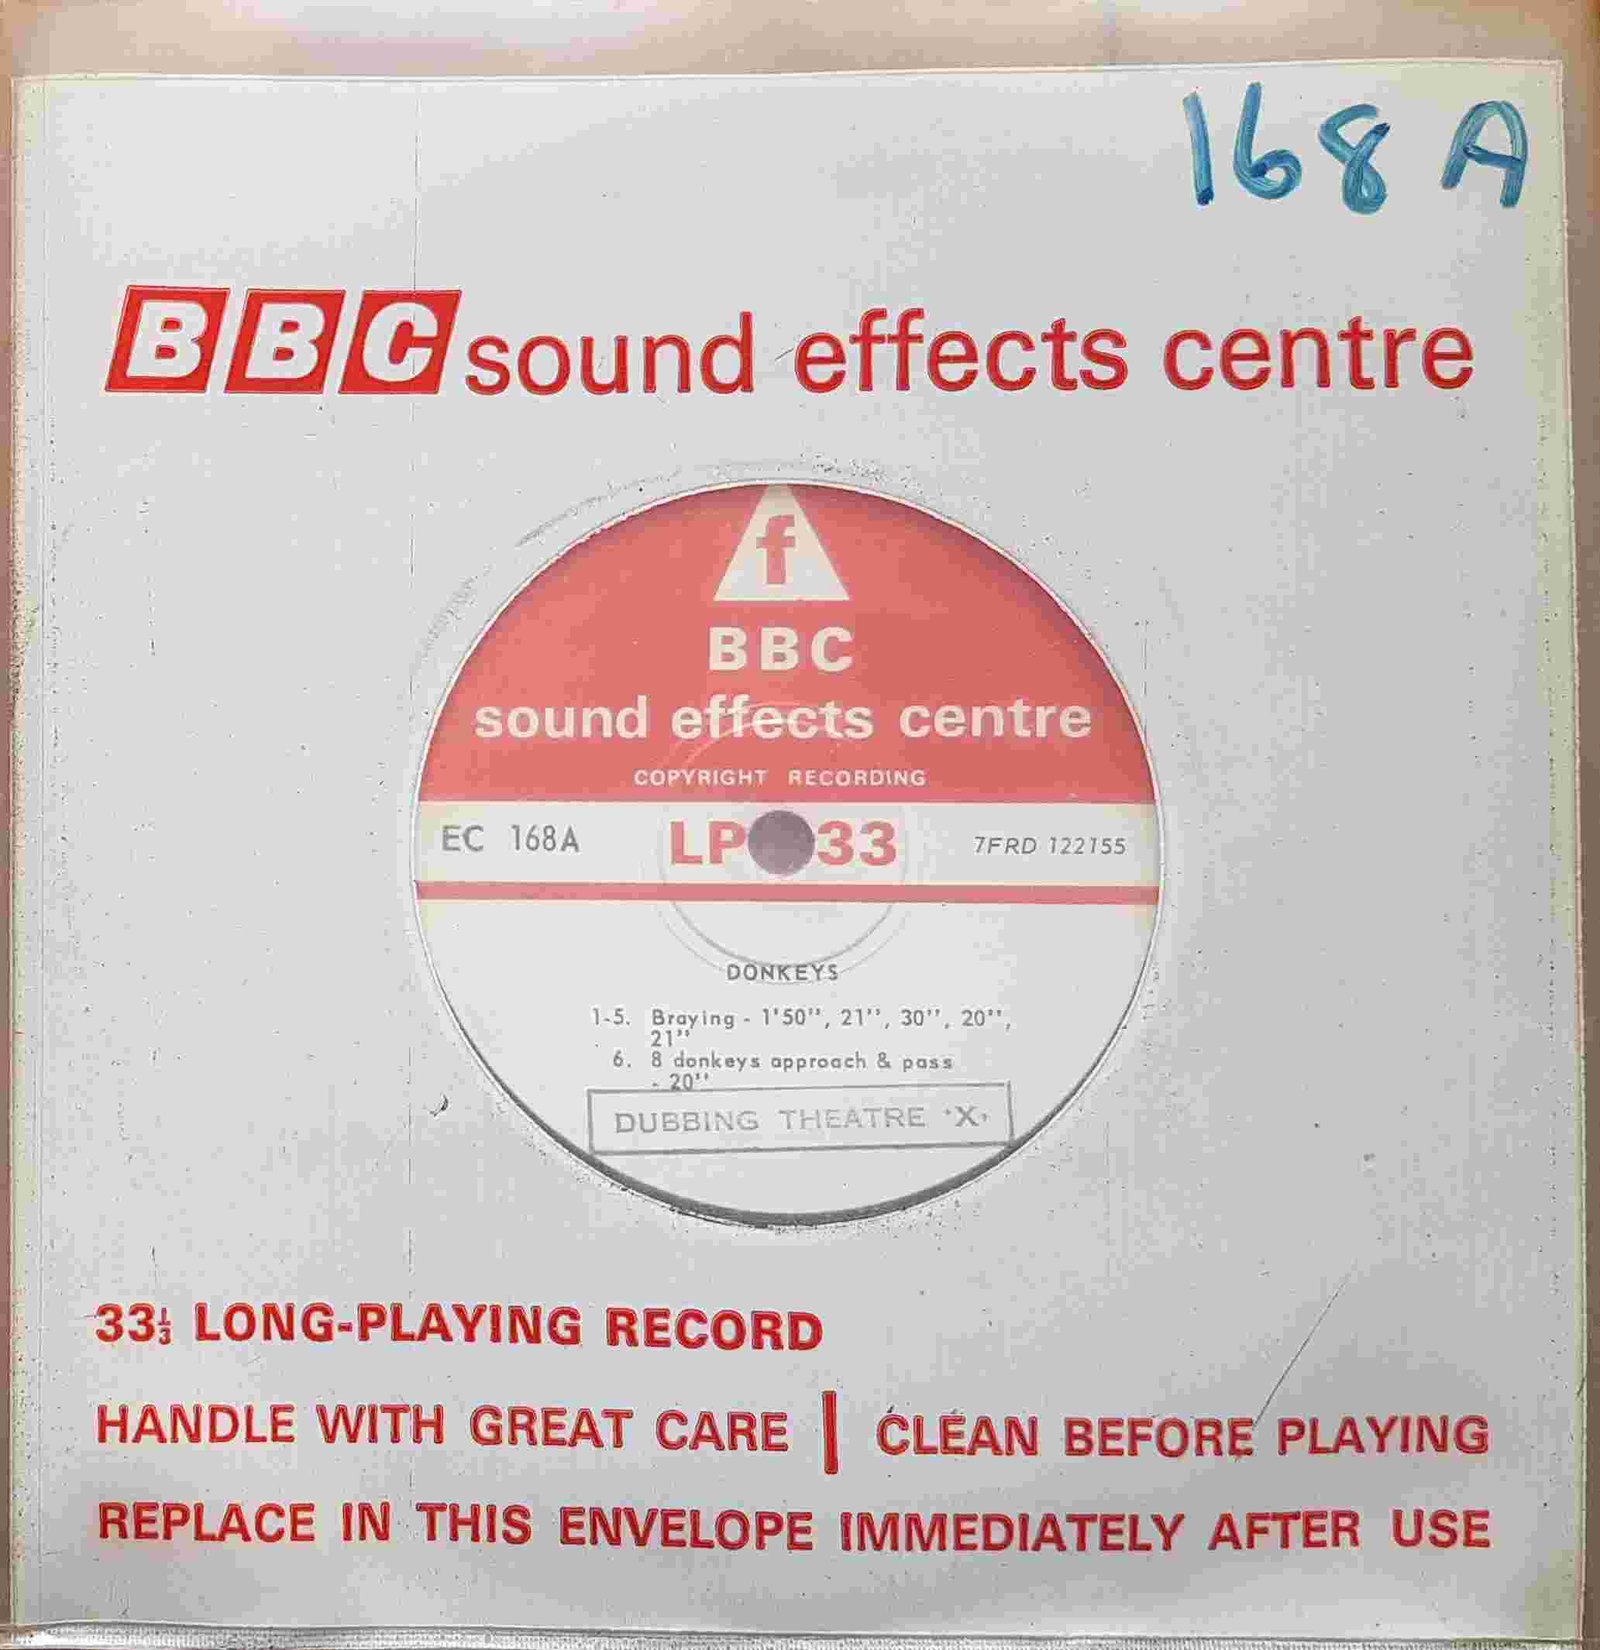 168 A
BBC sound effects centre
f
BBC
sound effects centre
COPYRIGHT RECORDING
EC 168A LP 33 7FRD 122155
DONKEYS
1-5. Braying - 1'50'', 21'', 30'', 20'',
21''
6. 8 donkeys approach & pass
- 20''
DUBBING THEATRE 'X'
33⅓ LONG-PLAYING RECORD
HANDLE WITH GREAT CARE | CLEAN BEFORE PLAYING
REPLACE IN THIS ENVELOPE IMMEDIATELY AFTER USE